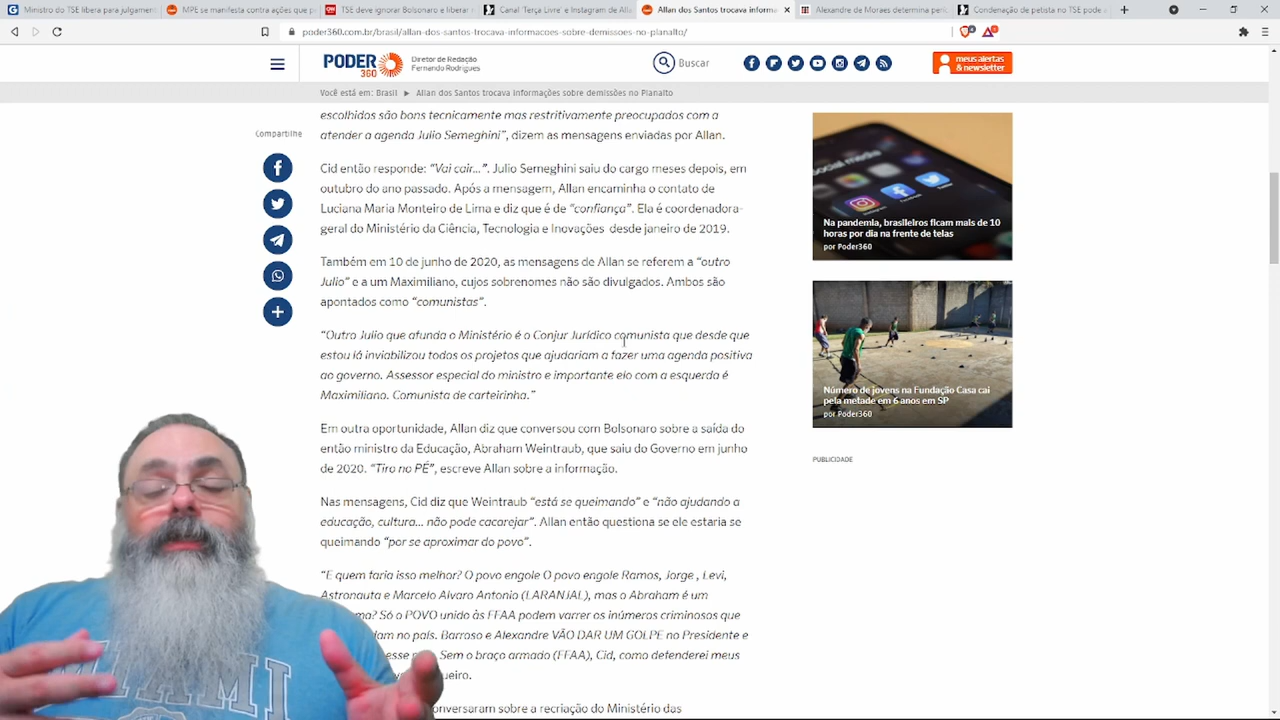 Ministro do TSE libera para julgament
MPE se manifesta contra ações que p
TSE deve ignorar Bolsonaro e liberar r
Canal 'Terça Livre' e Instagram de Alla
Allan dos Santos trocava informa
Alexandre de Moraes determina peri
Condenação de petista no TSE pode a
poder360.com.br/brasil/allan-dos-santos-trocava-informacoes-sobre-demissoes-no-planalto/
PODER 360
Diretor de Redação
Fernando Rodrigues
Buscar
meus alertas
& newsletter
Você está em: Brasil ► Allan dos Santos trocava informações sobre demissões no Planalto
Compartilhe
escolhidos são bons tecnicamente mas restritivamente preocupados com a
atender a agenda Julio Semeghini”, dizem as mensagens enviadas por Allan.
Cid então responde: “Vai cair...”. Julio Semeghini saiu do cargo meses depois, em
outubro do ano passado. Após a mensagem, Allan encaminha o contato de
Luciana Maria Monteiro de Lima e diz que é de “confiança”. Ela é coordenadora-
geral do Ministério da Ciência, Tecnologia e Inovações desde janeiro de 2019.
Também em 10 de junho de 2020, as mensagens de Allan se referem a “outro
Julio” e a um Maximiliano, cujos sobrenomes não são divulgados. Ambos são
apontados como “comunistas”.
“Outro Julio que afunda o Ministério é o Conjur Jurídico comunista que desde que
estou lá inviabilizou todos os projetos que ajudariam a fazer uma agenda positiva
ao governo. Assessor especial do ministro e importante elo com a esquerda é
Maximiliano. Comunista de carteirinha.”
Em outra oportunidade, Allan diz que conversou com Bolsonaro sobre a saída do
então ministro da Educação, Abraham Weintraub, que saiu do Governo em junho
de 2020. “Tiro no PÉ”, escreve Allan sobre a informação.
Nas mensagens, Cid diz que Weintraub “está se queimando” e “não ajudando a
educação, cultura... não pode cacarejar”. Allan então questiona se ele estaria se
queimando “por se aproximar do povo”.
“E quem faria isso melhor? O povo engole O povo engole Ramos, Jorge , Levi,
Astronauta e Marcelo Alvaro Antonio (LARANJAL), mas o Abraham é um
ma? Só o POVO unido às FFAA podem varrer os inúmeros criminosos que
dam no país. Barroso e Alexandre VÃO DAR UM GOLPE no Presidente e
Sem o braço armado (FFAA), Cid, como defenderei meus
queiro.
nversaram sobre a recriação do Ministério das
Na pandemia, brasileiros ficam mais de 10
horas por dia na frente de telas
por Poder360
Número de jovens na Fundação Casa cai
pela metade em 6 anos em SP
por Poder360
PUBLICIDADE